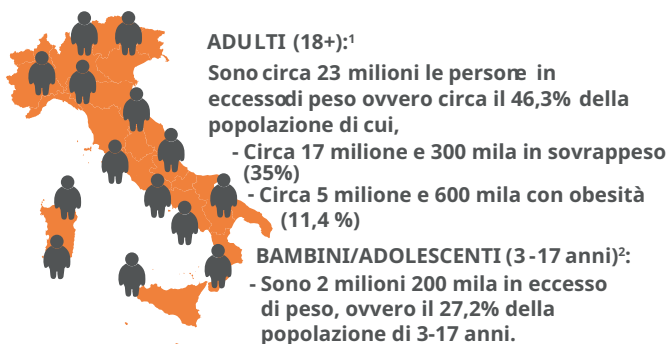 ADULTI (18+):¹
Sono circa 23 milioni le persone in
eccessodi peso ovvero circa il 46,3% della
popolazione di cui,
- Circa 17 milione e 300 mila in sovrappeso
(35%)
- Circa 5 milione e 600 mila con obesità
(11,4 %)
BAMBINI/ADOLESCENTI (3-17 anni)²:
- Sono 2 milioni 200 mila in eccesso
di peso, ovvero il 27,2% della
popolazione di 3-17 anni.